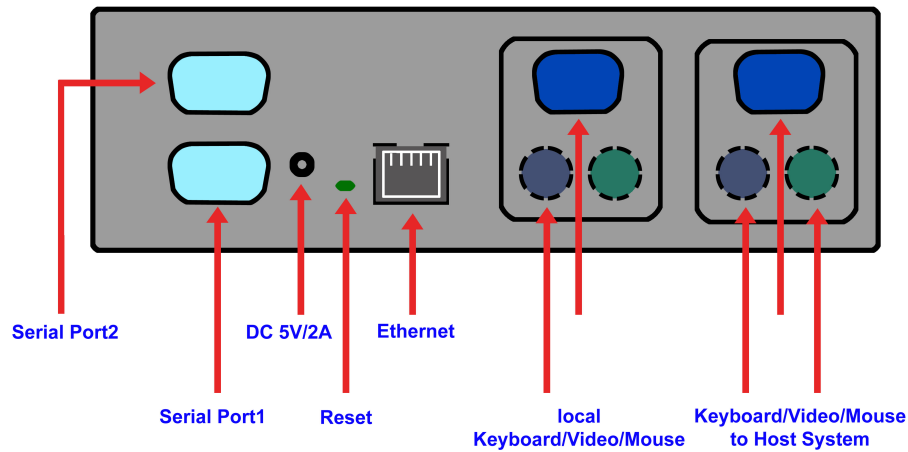 Serial Port2
DC 5V/2A
Ethernet
Serial Port1
Reset
local
Keyboard/Video/Mouse
Keyboard/Video/Mouse
to Host System